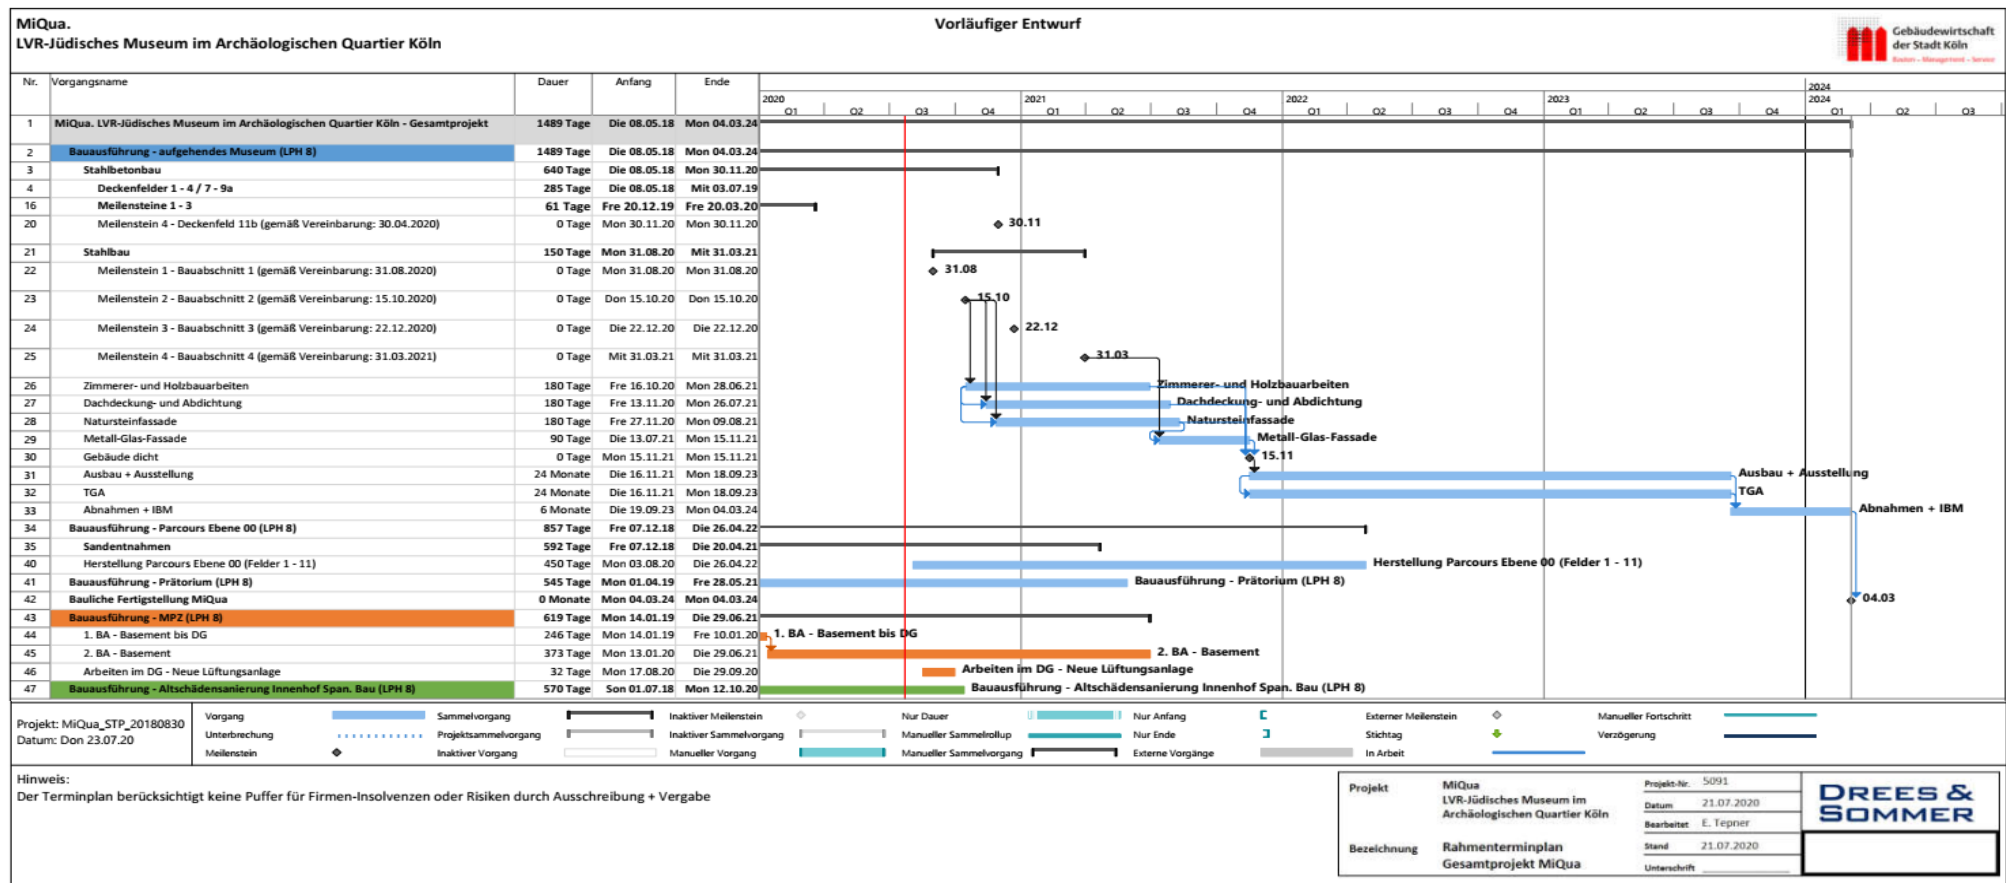 MiQua.
LVR-Jüdisches Museum im Archäologischen Quartier Köln
Vorläufiger Entwurf
Gebäudewirtschaft
der Stadt Köln
Bauten – Management – Service
Nr. Vorgangsname Dauer Anfang Ende
2024
2020 2021 2022 2023 2024
Q1 Q2 Q3 Q4 Q1 Q2 Q3 Q4 Q1 Q2 Q3 Q4 Q1 Q2 Q3 Q4 Q1 Q2 Q3
1 MiQua. LVR-Jüdisches Museum im Archäologischen Quartier Köln - Gesamtprojekt 1489 Tage Die 08.05.18 Mon 04.03.24
2 Bauausführung - aufgehendes Museum (LPH 8) 1489 Tage Die 08.05.18 Mon 04.03.24
3 Stahlbetonbau 640 Tage Die 08.05.18 Mon 30.11.20
4 Deckenfelder 1 - 4 / 7 - 9a 285 Tage Die 08.05.18 Mit 03.07.19
16 Meilensteine 1 - 3 61 Tage Fre 20.12.19 Fre 20.03.20
20 Meilenstein 4 - Deckenfeld 11b (gemäß Vereinbarung: 30.04.2020) 0 Tage Mon 30.11.20 Mon 30.11.20 30.11
21 Stahlbau 150 Tage Mon 31.08.20 Mit 31.03.21
22 Meilenstein 1 - Bauabschnitt 1 (gemäß Vereinbarung: 31.08.2020) 0 Tage Mon 31.08.20 Mon 31.08.20 31.08
23 Meilenstein 2 - Bauabschnitt 2 (gemäß Vereinbarung: 15.10.2020) 0 Tage Don 15.10.20 Don 15.10.20 15.10
24 Meilenstein 3 - Bauabschnitt 3 (gemäß Vereinbarung: 22.12.2020) 0 Tage Die 22.12.20 Die 22.12.20 22.12
25 Meilenstein 4 - Bauabschnitt 4 (gemäß Vereinbarung: 31.03.2021) 0 Tage Mit 31.03.21 Mit 31.03.21 31.03
26 Zimmerer- und Holzbauarbeiten 180 Tage Fre 16.10.20 Mon 28.06.21 Zimmerer- und Holzbauarbeiten
27 Dachdeckung- und Abdichtung 180 Tage Fre 13.11.20 Mon 26.07.21 Dachdeckung- und Abdichtung
28 Natursteinfassade 180 Tage Fre 27.11.20 Mon 09.08.21 Natursteinfassade
29 Metall-Glas-Fassade 90 Tage Die 13.07.21 Mon 15.11.21 Metall-Glas-Fassade
30 Gebäude dicht 0 Tage Mon 15.11.21 Mon 15.11.21 15.11
31 Ausbau + Ausstellung 24 Monate Die 16.11.21 Mon 18.09.23 Ausbau + Ausstellung
32 TGA 24 Monate Die 16.11.21 Mon 18.09.23 TGA
33 Abnahmen + IBM 6 Monate Die 19.09.23 Mon 04.03.24 Abnahmen + IBM
34 Bauausführung - Parcours Ebene 00 (LPH 8) 857 Tage Fre 07.12.18 Die 26.04.22
35 Sandentnahmen 592 Tage Fre 07.12.18 Die 20.04.21
40 Herstellung Parcours Ebene 00 (Felder 1 - 11) 450 Tage Mon 03.08.20 Die 26.04.22 Herstellung Parcours Ebene 00 (Felder 1 - 11)
41 Bauausführung - Prätorium (LPH 8) 545 Tage Mon 01.04.19 Fre 28.05.21 Bauausführung - Prätorium (LPH 8)
42 Bauliche Fertigstellung MiQua 0 Monate Mon 04.03.24 Mon 04.03.24 04.03
43 Bauausführung - MPZ (LPH 8) 619 Tage Mon 14.01.19 Die 29.06.21
44 1. BA - Basement bis DG 246 Tage Mon 14.01.19 Fre 10.01.20 1. BA - Basement bis DG
45 2. BA - Basement 373 Tage Mon 13.01.20 Die 29.06.21 2. BA - Basement
46 Arbeiten im DG - Neue Lüftungsanlage 32 Tage Mon 17.08.20 Die 29.09.20 Arbeiten im DG - Neue Lüftungsanlage
47 Bauausführung - Altschädensanierung Innenhof Span. Bau (LPH 8) 570 Tage Son 01.07.18 Mon 12.10.20 Bauausführung - Altschädensanierung Innenhof Span. Bau (LPH 8)
Projekt: MiQua_STP_20180830
Datum: Don 23.07.20
Vorgang Sammelvorgang Inaktiver Meilenstein Nur Dauer Nur Anfang Externer Meilenstein Manueller Fortschritt
Unterbrechung Projektsammelvorgang Inaktiver Sammelvorgang Manueller Sammelrollup Nur Ende Stichtag Verzögerung
Meilenstein Inaktiver Vorgang Manueller Vorgang Manueller Sammelvorgang Externe Vorgänge In Arbeit
Hinweis:
Der Terminplan berücksichtigt keine Puffer für Firmen-Insolvenzen oder Risiken durch Ausschreibung + Vergabe
Projekt MiQua
LVR-Jüdisches Museum im
Archäologischen Quartier Köln
Bezeichnung Rahmenterminplan
Gesamtprojekt MiQua
Projekt-Nr. 5091
Datum 21.07.2020
Bearbeitet E. Tepner
Stand 21.07.2020
Unterschrift
DREES &
SOMMER